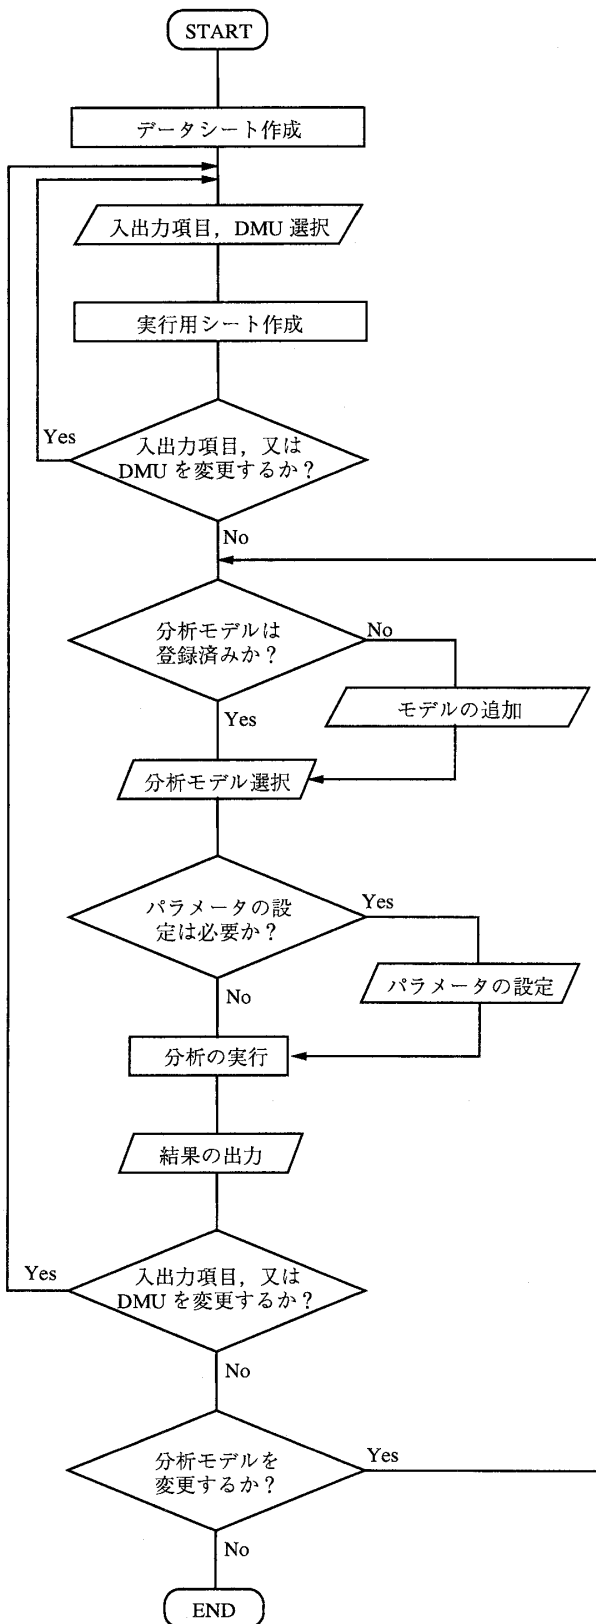 START
データシート作成
入出力項目，DMU 選択
実行用シート作成
Yes
入出力項目，又は
DMU を変更するか？
No
分析モデルは
登録済みか？
No
モデルの追加
Yes
分析モデル選択
パラメータの設
定は必要か？
Yes
パラメータの設定
No
分析の実行
結果の出力
Yes
入出力項目，又は
DMU を変更するか？
No
分析モデルを
変更するか？
Yes
No
END